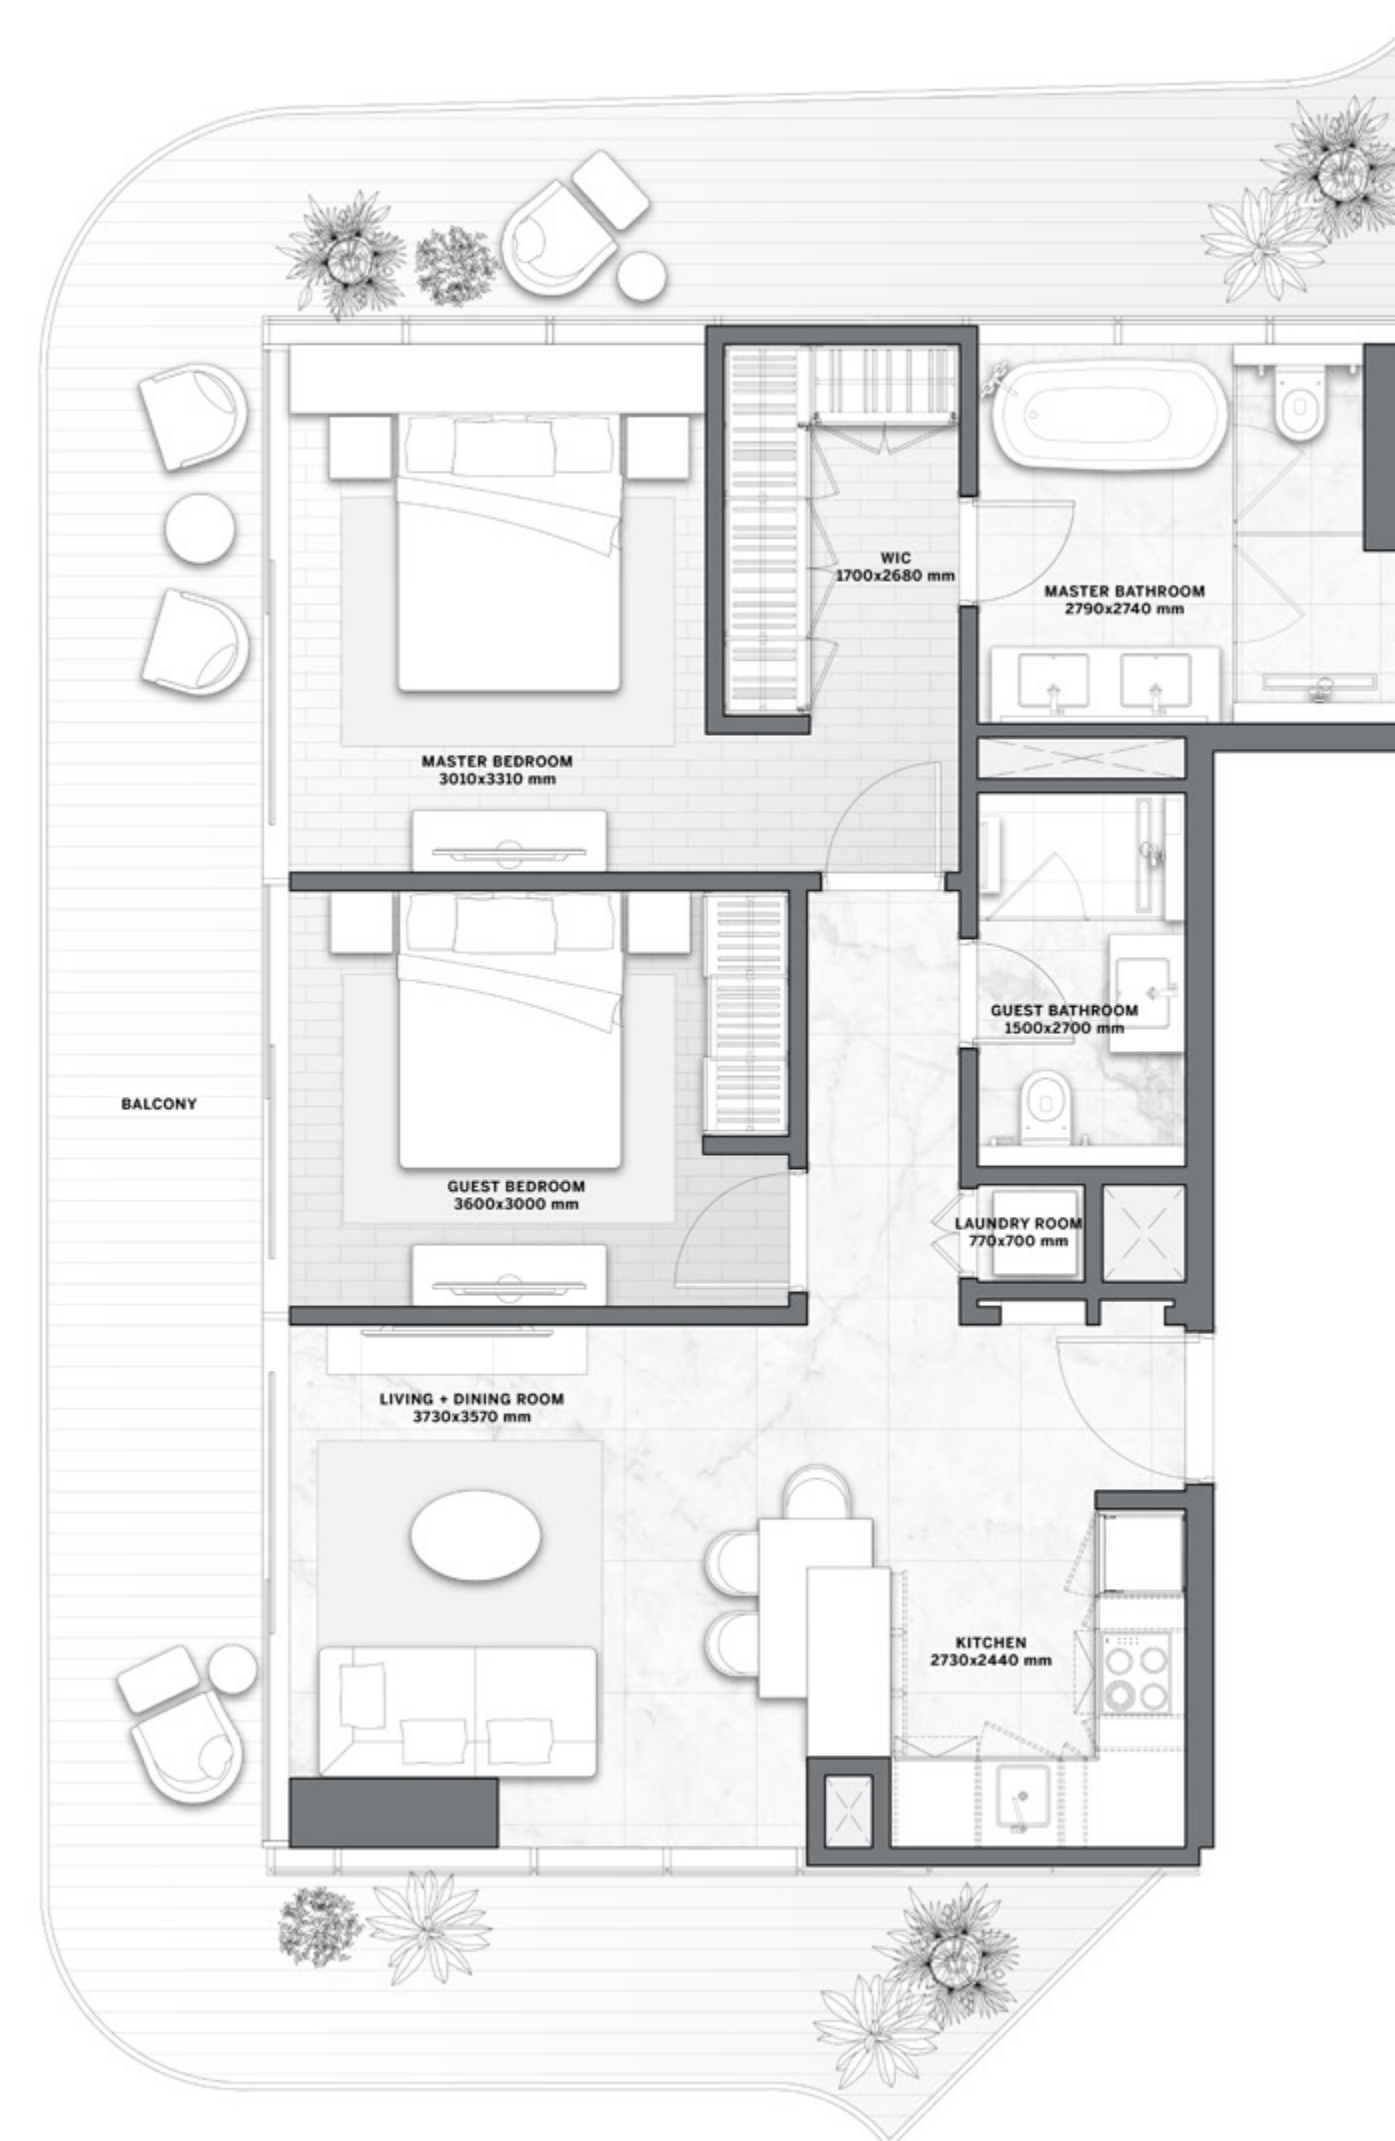 WIC
1700x2680 mm
MASTER BATHROOM
2790x2740 mm
MASTER BEDROOM
3010x3310 mm
GUEST BATHROOM
1500x2700 mm
BALCONY
GUEST BEDROOM
3600x3000 mm
LAUNDRY ROOM
770x700 mm
LIVING + DINING ROOM
3730x3570 mm
KITCHEN
2730x2440 mm